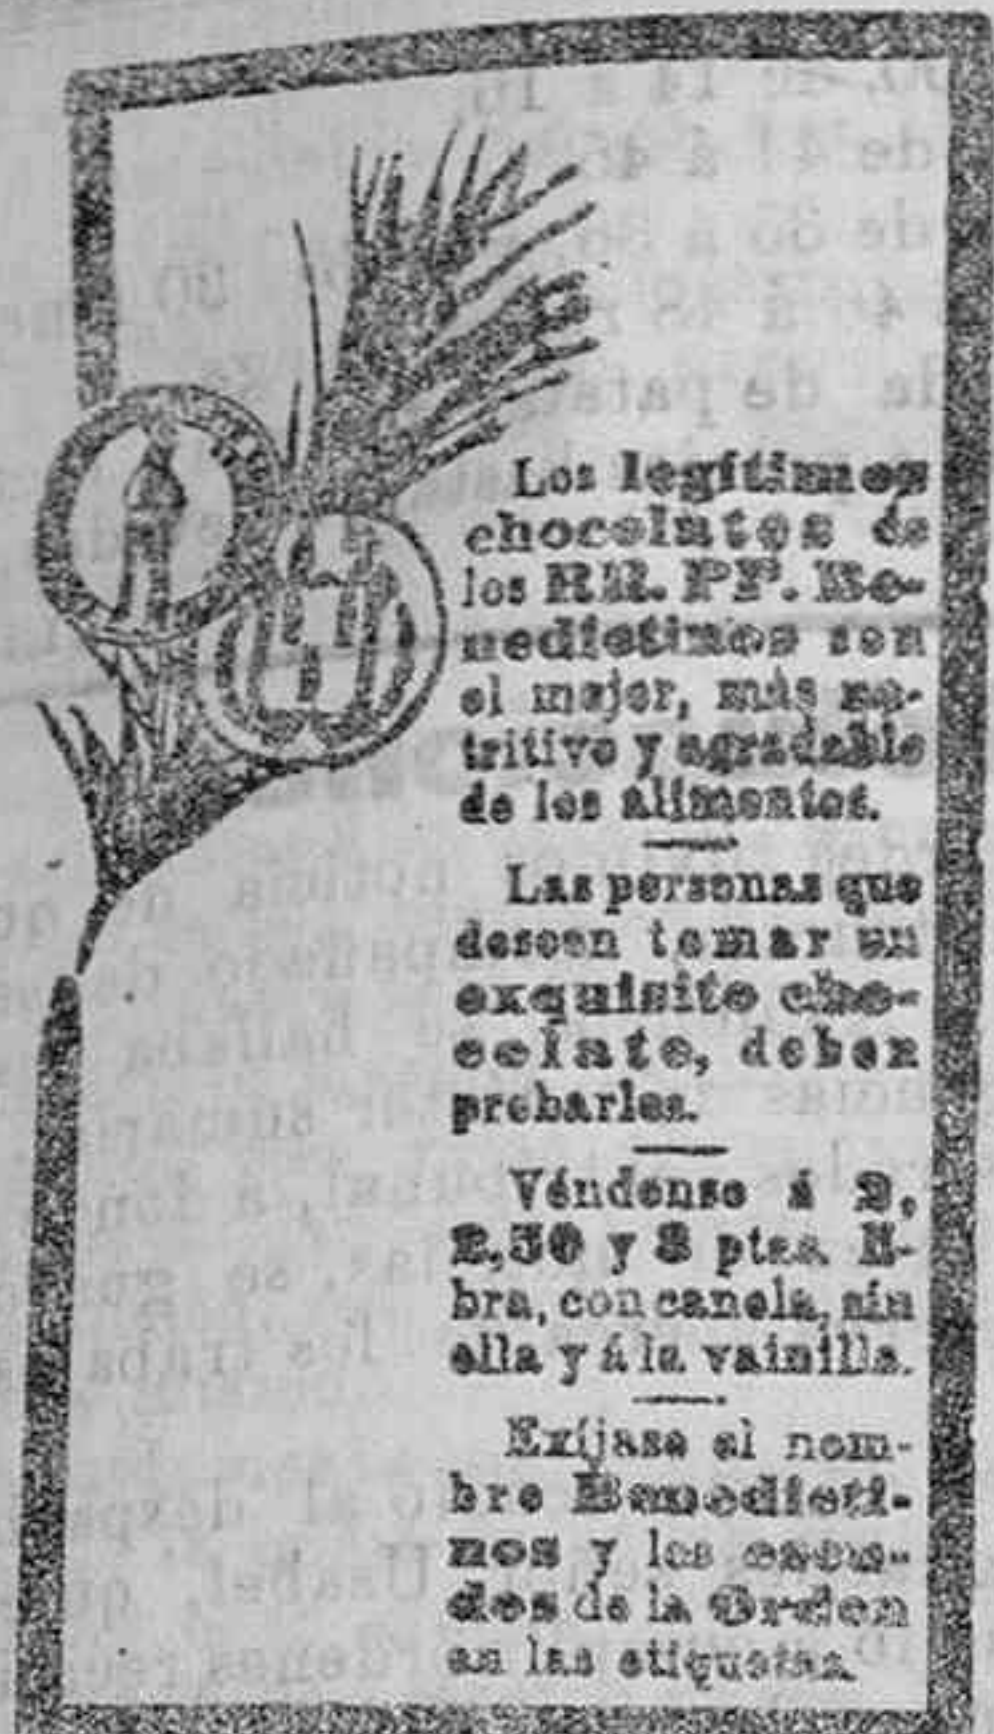 Los legítimos
chocolates de
los RR. PP. Be-
nedictinos son
el mejor, más nu-
tritivo y agradable
de los alimentos.
Las personas que
deseen tomar un
exquisito cho-
colate, deben
probarles.
Véndense á 2,
2,50 y 3 ptas. li-
bra, con canela, sin
ella y á la vainilla.
Exíjase el nom-
bre Benedicti-
nos y los escu-
dos de la Orden
en las etiquetas.